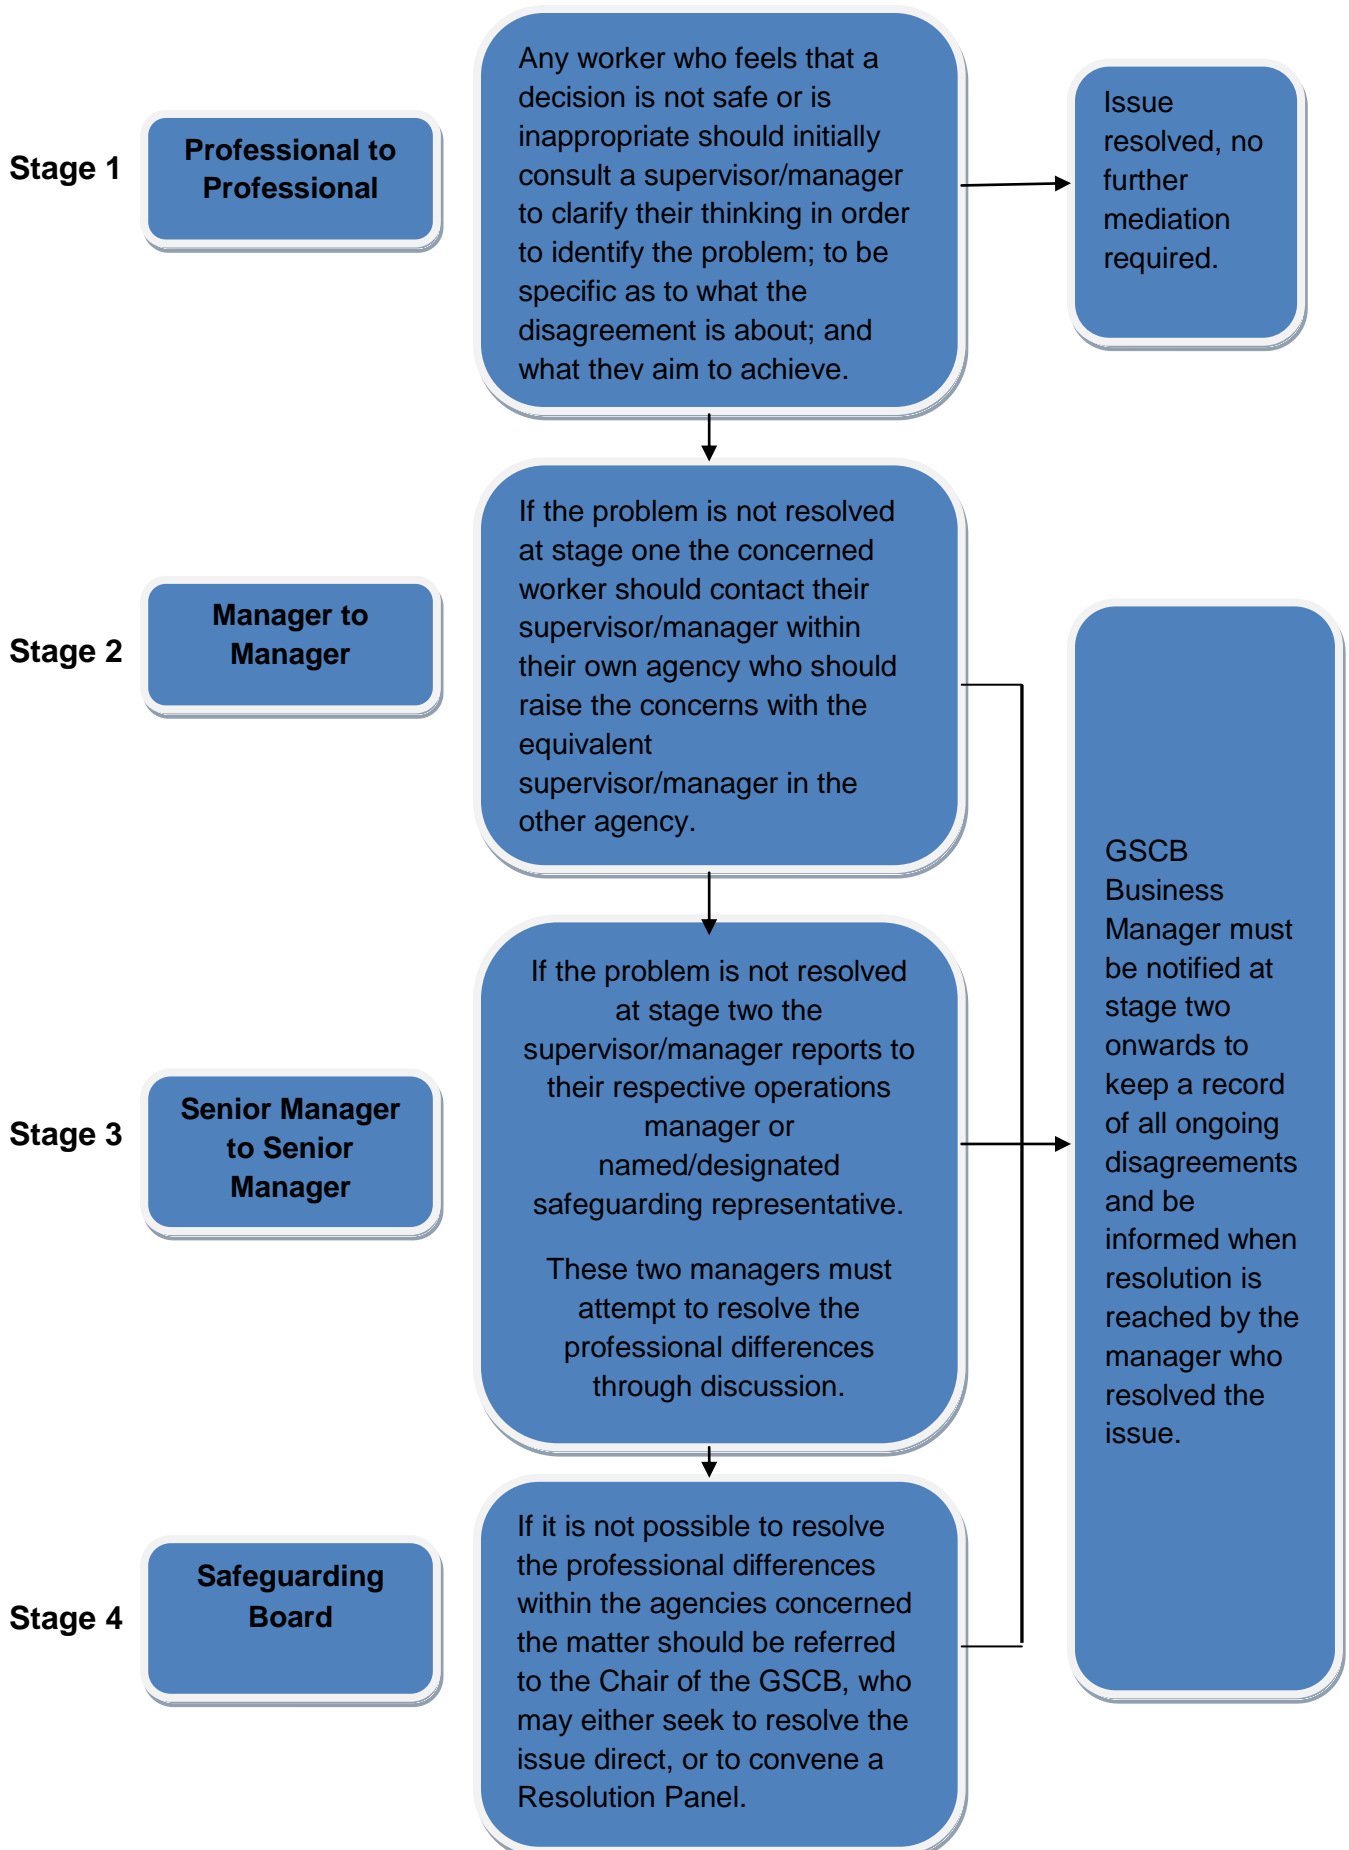 Stage 1
Professional to
Professional
Any worker who feels that a
decision is not safe or is
inappropriate should initially
consult a supervisor/manager
to clarify their thinking in order
to identify the problem; to be
specific as to what the
disagreement is about; and
what they aim to achieve.
Issue
resolved, no
further
mediation
required.
Stage 2
Manager to
Manager
If the problem is not resolved
at stage one the concerned
worker should contact their
supervisor/manager within
their own agency who should
raise the concerns with the
equivalent
supervisor/manager in the
other agency.
Stage 3
Senior Manager
to Senior
Manager
If the problem is not resolved
at stage two the
supervisor/manager reports to
their respective operations
manager or
named/designated
safeguarding representative.
These two managers must
attempt to resolve the
professional differences
through discussion.
GSCB
Business
Manager must
be notified at
stage two
onwards to
keep a record
of all ongoing
disagreements
and be
informed when
resolution is
reached by the
manager who
resolved the
issue.
Stage 4
Safeguarding
Board
If it is not possible to resolve
the professional differences
within the agencies concerned
the matter should be referred
to the Chair of the GSCB, who
may either seek to resolve the
issue direct, or to convene a
Resolution Panel.